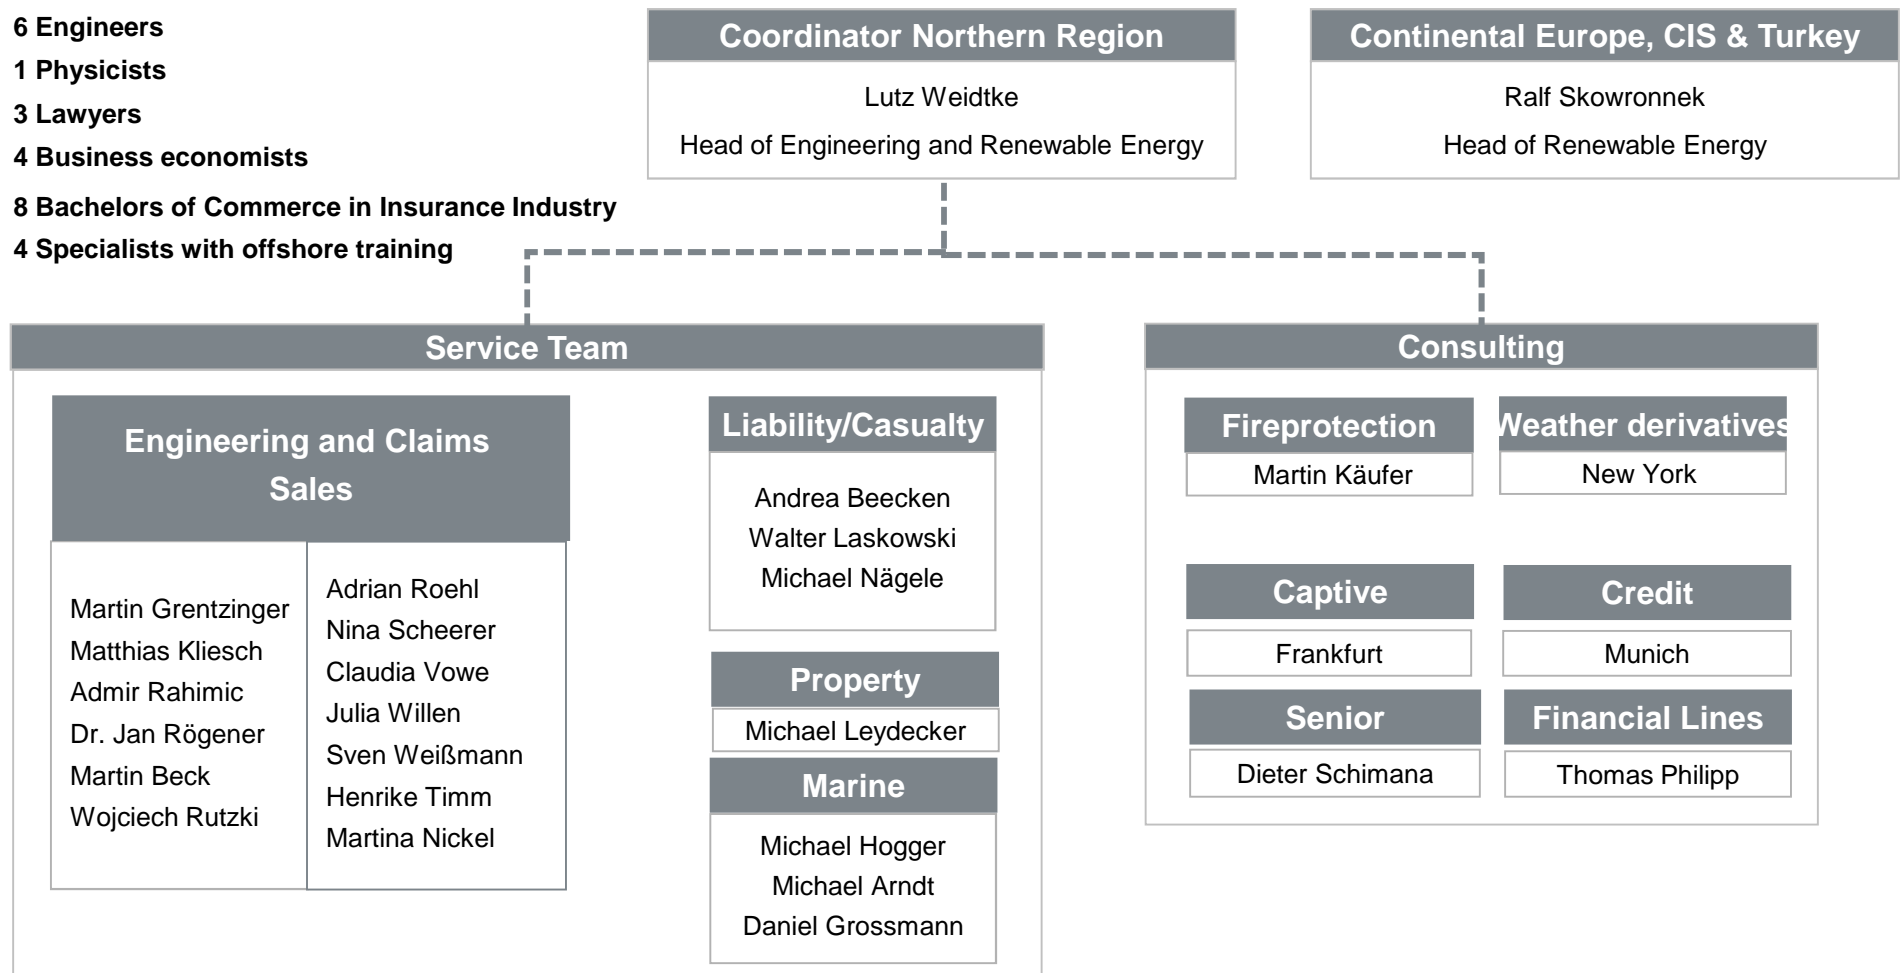 6 Engineers
1 Physicists
3 Lawyers
4 Business economists
8 Bachelors of Commerce in Insurance Industry
4 Specialists with offshore training
Coordinator Northern Region
Lutz Weidtke
Head of Engineering and Renewable Energy
Continental Europe, CIS & Turkey
Ralf Skowronnek
Head of Renewable Energy
Service Team
Engineering and Claims
Sales
Martin Grentzinger
Matthias Kliesch
Admir Rahimic
Dr. Jan Rögener
Martin Beck
Wojciech Rutzki
Adrian Roehl
Nina Scheerer
Claudia Vowe
Julia Willen
Sven Weißmann
Henrike Timm
Martina Nickel
Liability/Casualty
Andrea Beecken
Walter Laskowski
Michael Nägele
Property
Michael Leydecker
Marine
Michael Hogger
Michael Arndt
Daniel Grossmann
Consulting
Fireprotection
Martin Käufer
Weather derivatives
New York
Captive
Frankfurt
Credit
Munich
Senior
Dieter Schimana
Financial Lines
Thomas Philipp